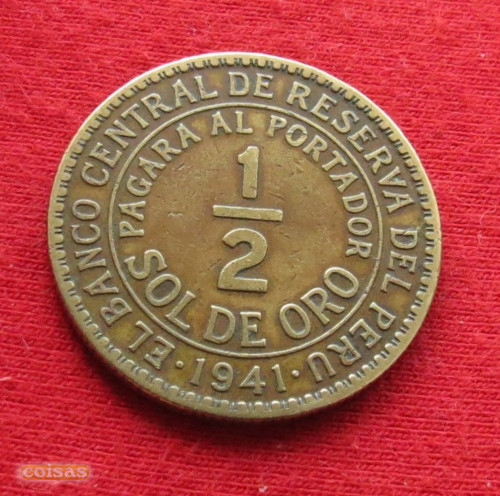 EL BANCO CENTRAL DE RESERVA DEL PERU
PAGARA AL PORTADOR
1
2
SOL DE ORO
· 1941 ·
coisas